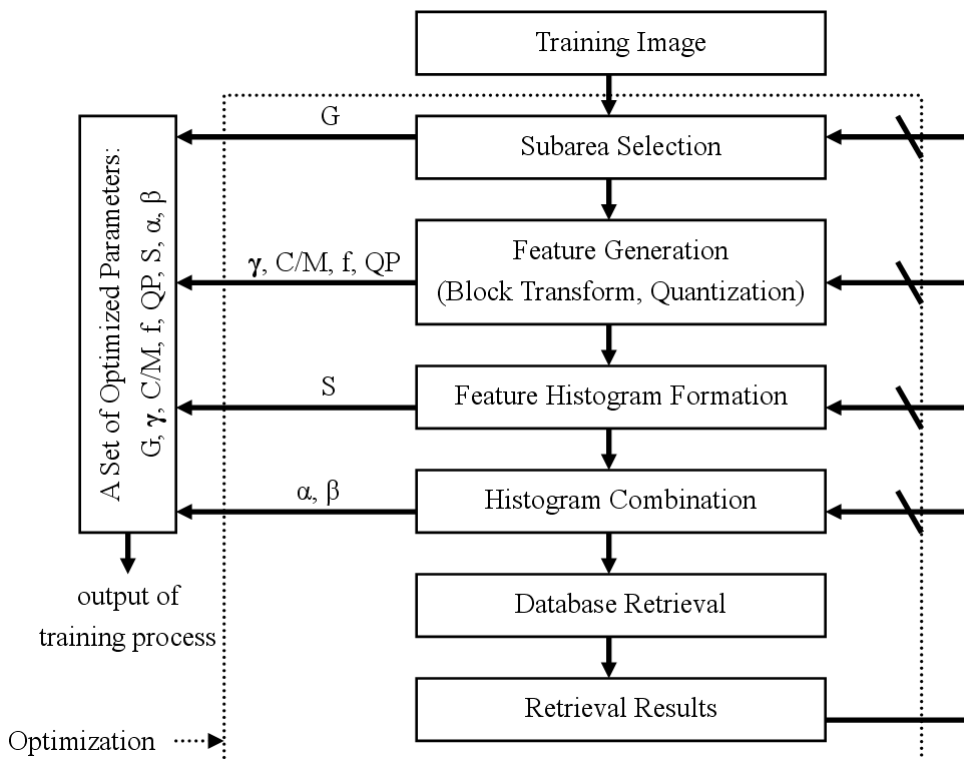 Training Image
G
Subarea Selection
A Set of Optimized Parameters:
G, γ, C/M, f, QP, S, α, β
γ, C/M, f, QP
Feature Generation
(Block Transform, Quantization)
S
Feature Histogram Formation
α, β
Histogram Combination
output of
training process
Database Retrieval
Retrieval Results
Optimization